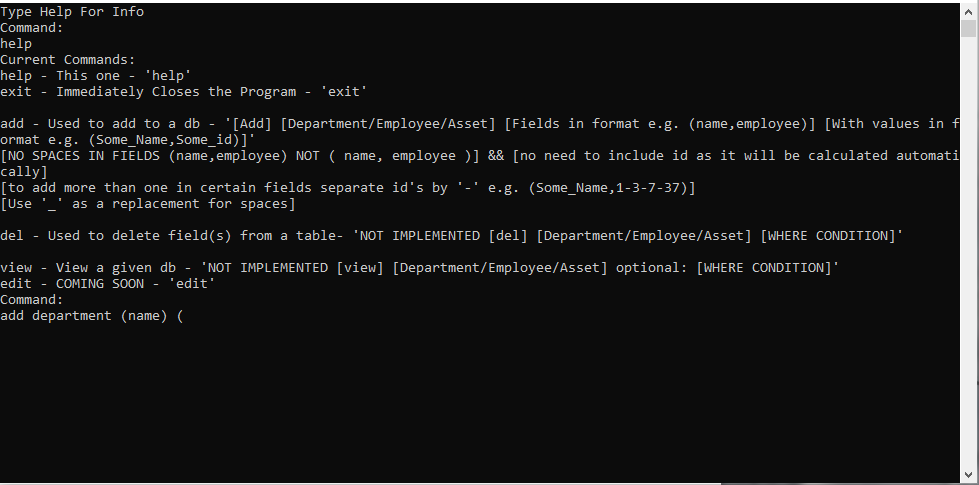 Type Help For Info
Command:
help
Current Commands:
help - This one - 'help'
exit - Immediately Closes the Program - 'exit'
add - Used to add to a db - '[Add] [Department/Employee/Asset] [Fields in format e.g. (name,employee)] [With values in f
ormat e.g. (Some_Name,Some_id)]'
[NO SPACES IN FIELDS (name,employee) NOT ( name, employee )] && [no need to include id as it will be calculated automati
cally]
[to add more than one in certain fields separate id's by '-' e.g. (Some_Name,1-3-7-37)]
[Use '_' as a replacement for spaces]
del - Used to delete field(s) from a table- 'NOT IMPLEMENTED [del] [Department/Employee/Asset] [WHERE CONDITION]'
view - View a given db - 'NOT IMPLEMENTED [view] [Department/Employee/Asset] optional: [WHERE CONDITION]'
edit - COMING SOON - 'edit'
Command:
add department (name) (